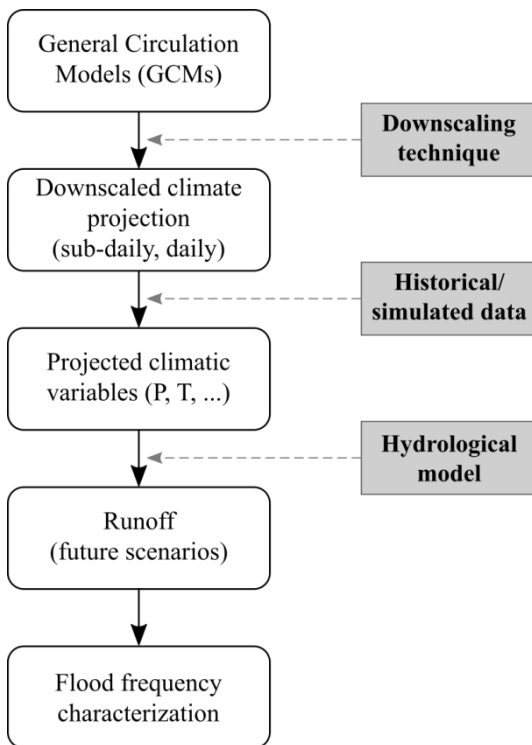 General Circulation
Models (GCMs)
Downscaling
technique
Downscaled climate
projection
(sub-daily, daily)
Historical/
simulated data
Projected climatic
variables (P, T, ...)
Hydrological
model
Runoff
(future scenarios)
Flood frequency
characterization